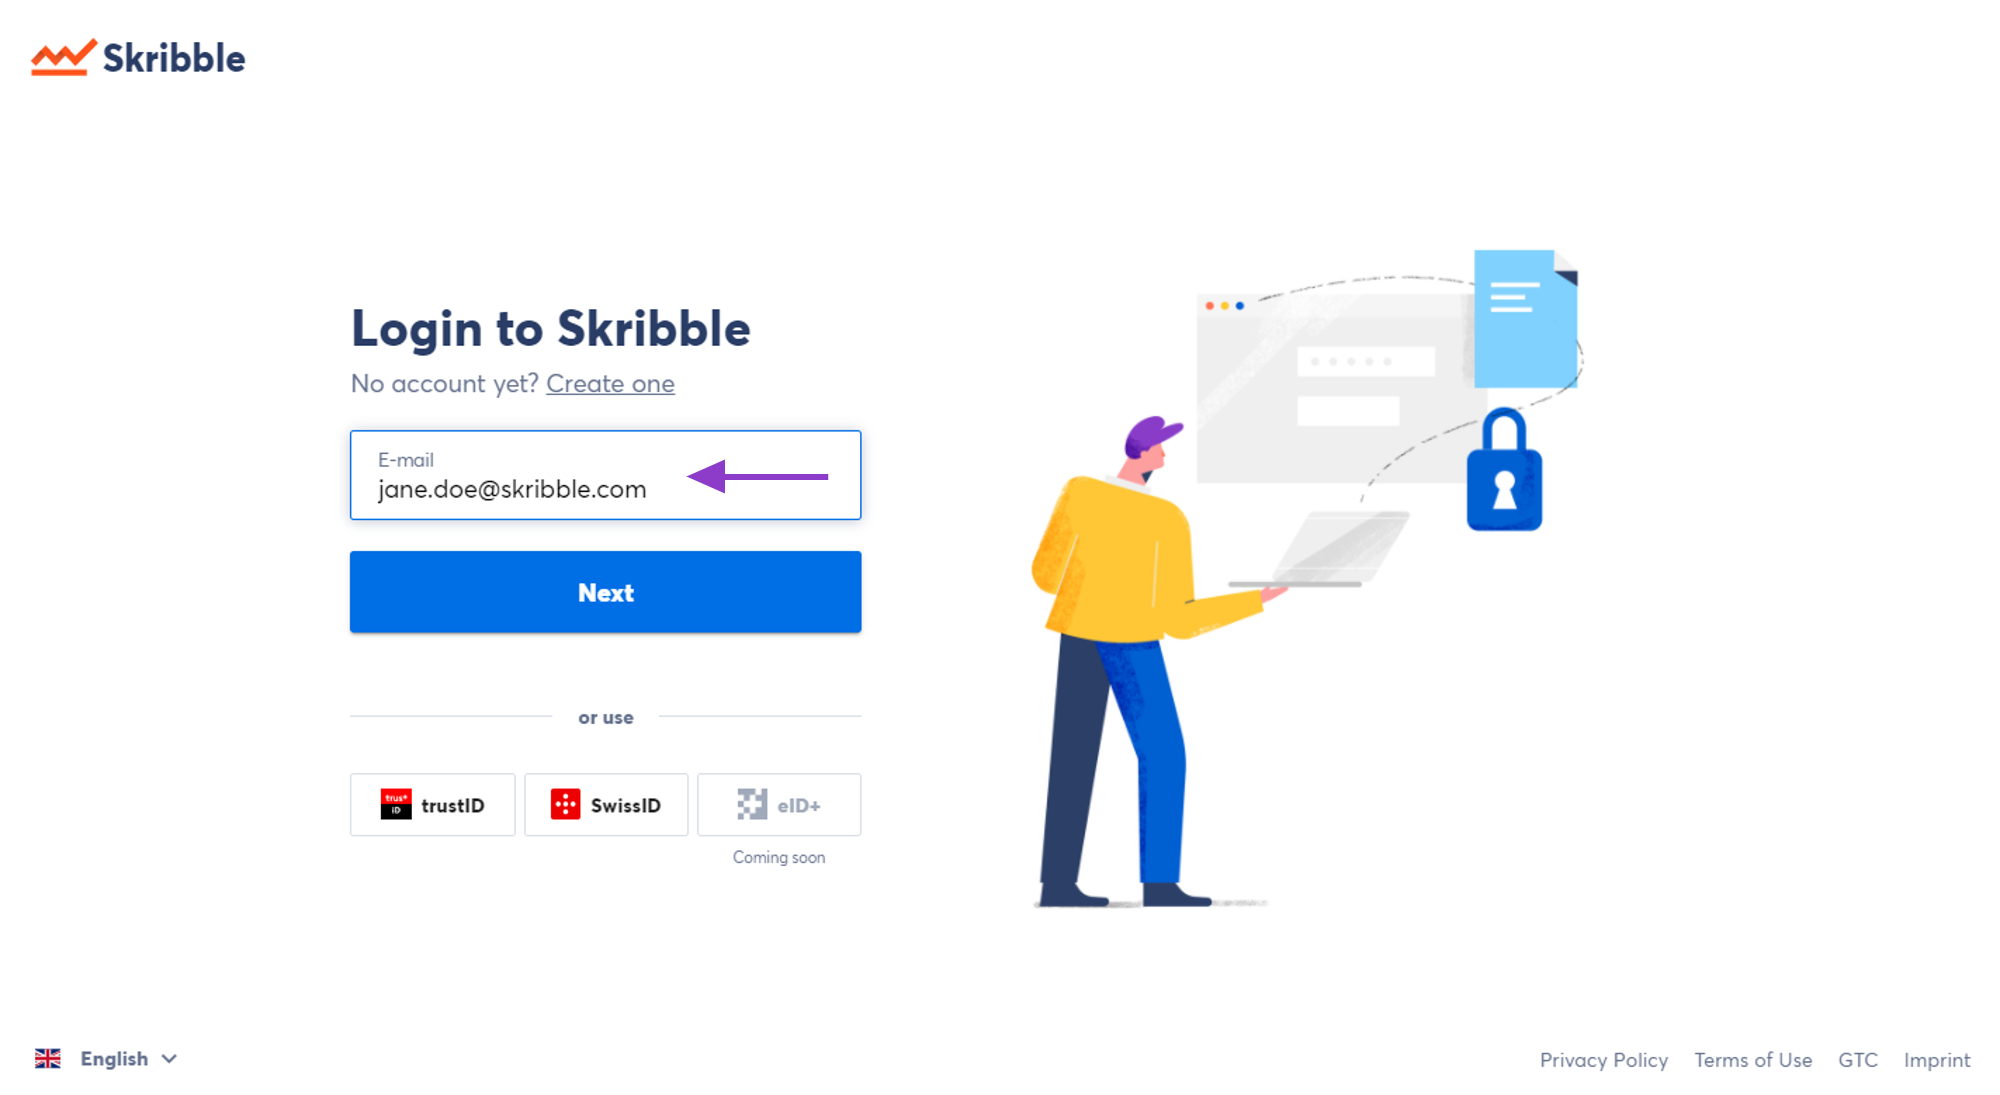 Skribble
Login to Skribble
No account yet? Create one
E-mail
jane.doe@skribble.com
Next
or use
trust iD trustID
SwissID
eID+
Coming soon
English
Privacy Policy Terms of Use GTC Imprint